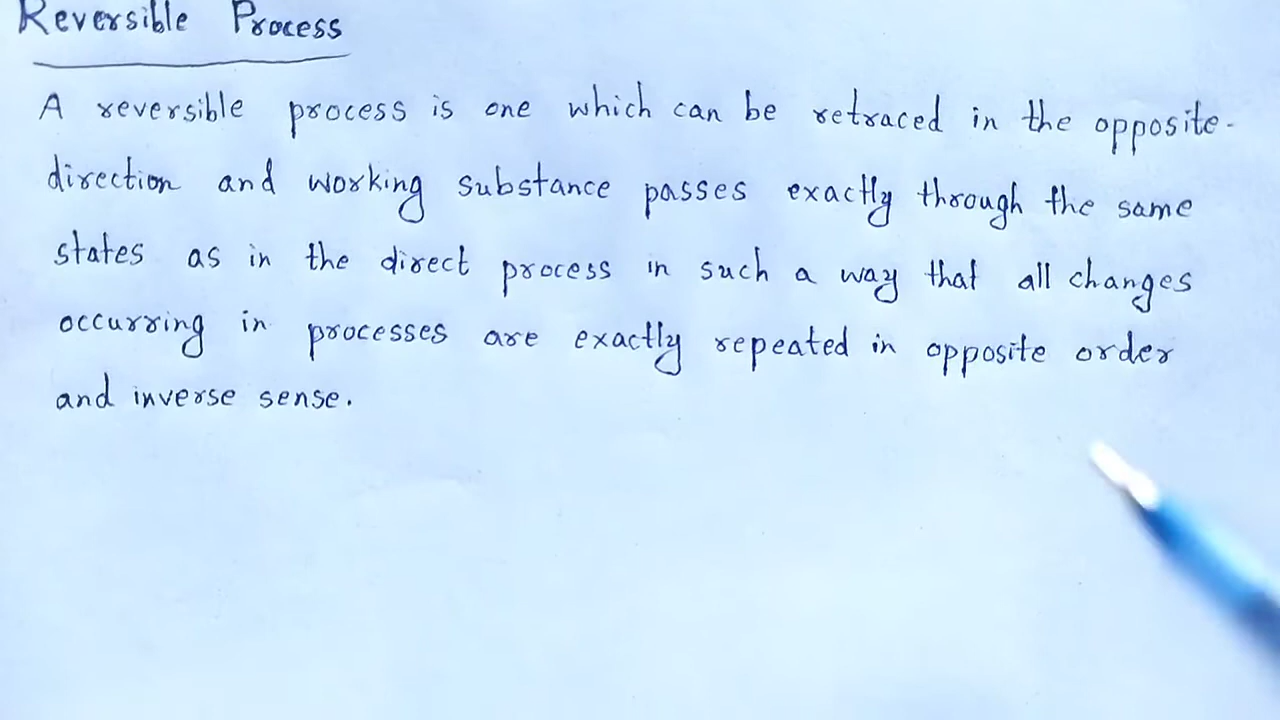 Reversible Process
A reversible process is one which can be retraced in the opposite-
direction and working substance passes exactly through the same
states as in the direct process in such a way that all changes
occurring in processes are exactly repeated in opposite order
and inverse sense.